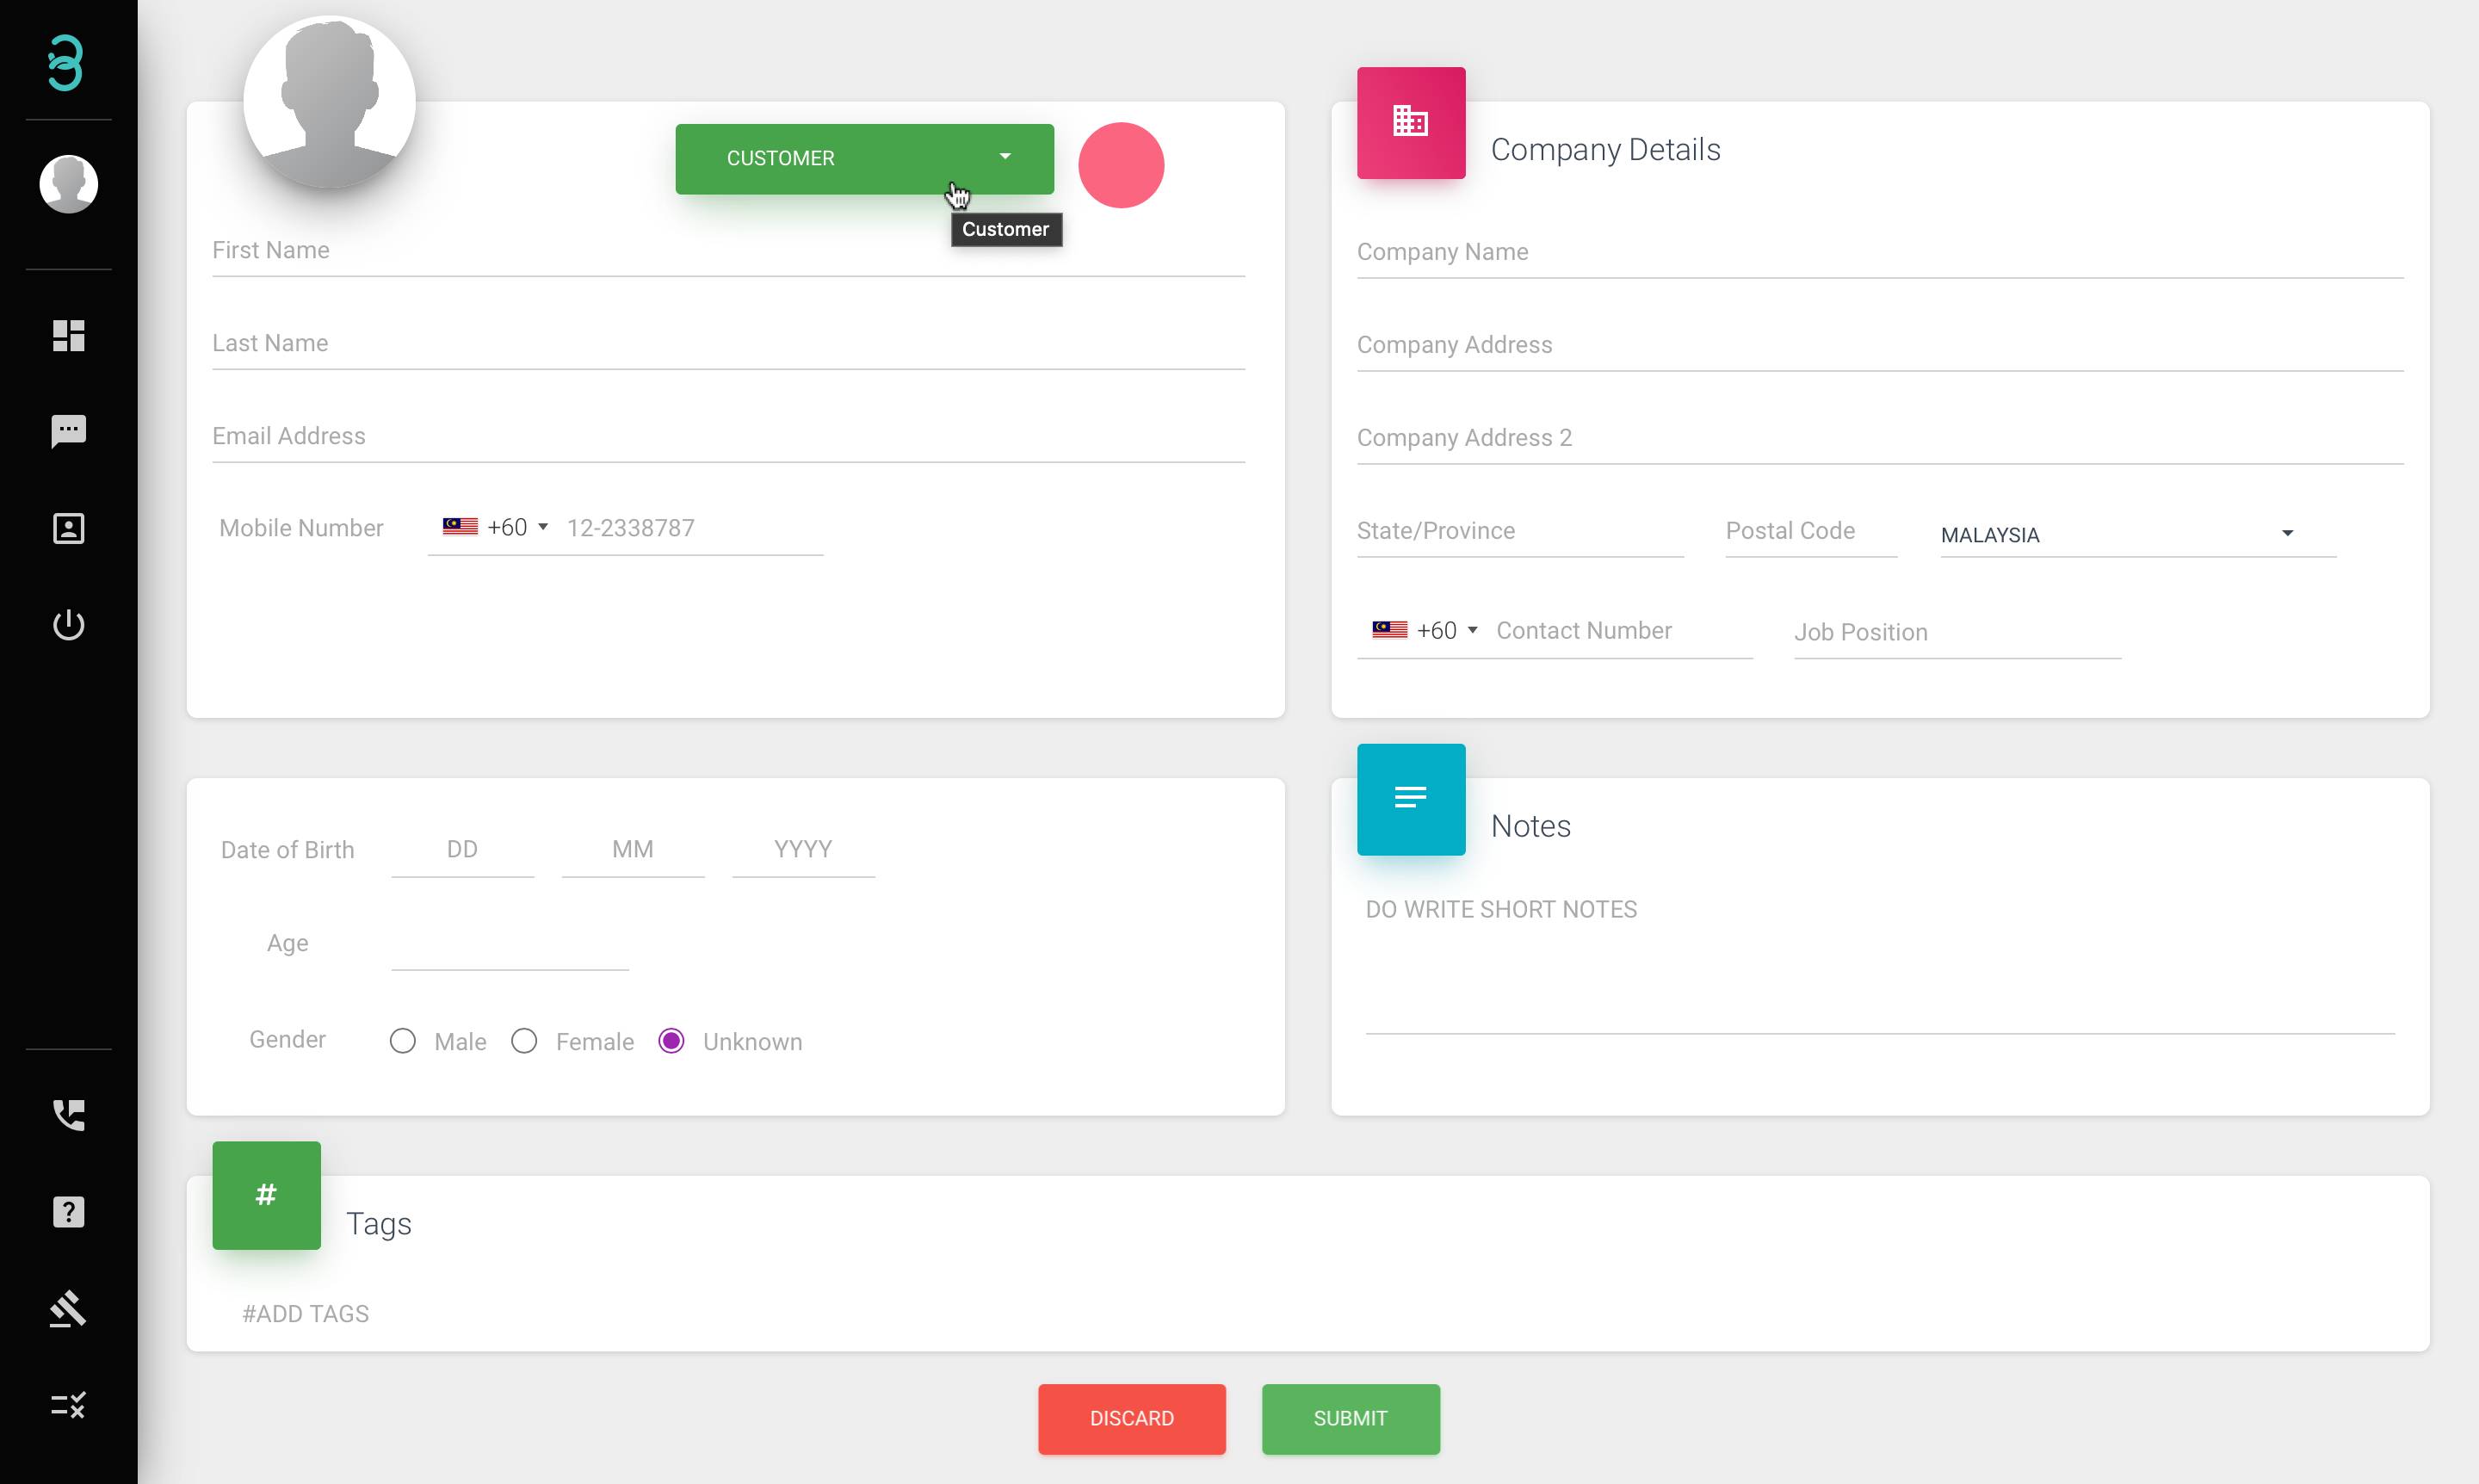 CUSTOMER
Customer
First Name
Last Name
Email Address
Mobile Number +60 12-2338787
Company Details
Company Name
Company Address
Company Address 2
State/Province Postal Code MALAYSIA
+60 Contact Number Job Position
Date of Birth DD MM YYYY
Age
Gender Male Female Unknown
Notes
DO WRITE SHORT NOTES
#
Tags
#ADD TAGS
DISCARD SUBMIT